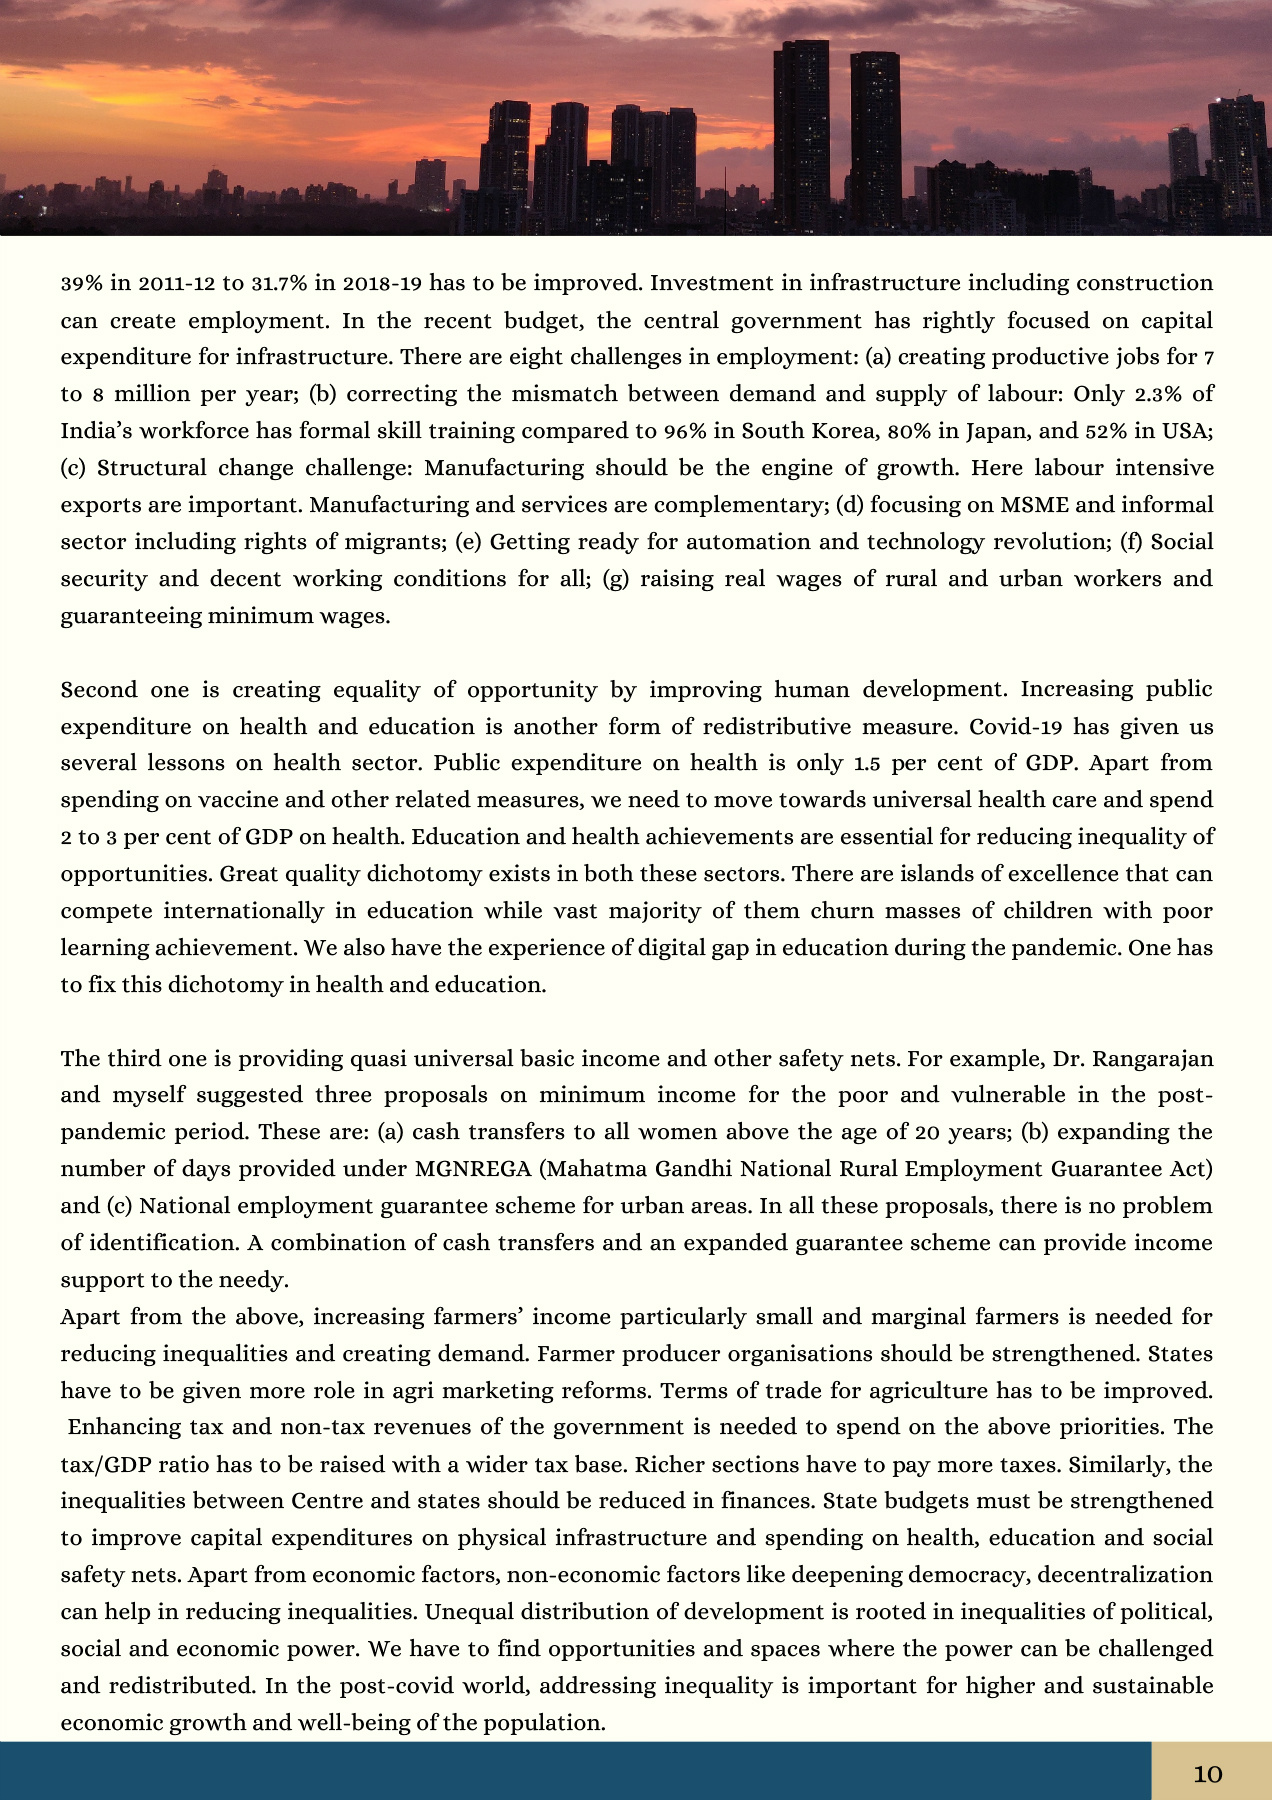 39% in 2011-12 to 31.7% in 2018-19 has to be improved. Investment in infrastructure including construction
can create employment. In the recent budget, the central government has rightly focused on capital
expenditure for infrastructure. There are eight challenges in employment: (a) creating productive jobs for 7
to 8 million per year; (b) correcting the mismatch between demand and supply of labour: Only 2.3% of
India’s workforce has formal skill training compared to 96% in South Korea, 80% in Japan, and 52% in USA;
(c) Structural change challenge: Manufacturing should be the engine of growth. Here labour intensive
exports are important. Manufacturing and services are complementary; (d) focusing on MSME and informal
sector including rights of migrants; (e) Getting ready for automation and technology revolution; (f) Social
security and decent working conditions for all; (g) raising real wages of rural and urban workers and
guaranteeing minimum wages.
Second one is creating equality of opportunity by improving human development. Increasing public
expenditure on health and education is another form of redistributive measure. Covid-19 has given us
several lessons on health sector. Public expenditure on health is only 1.5 per cent of GDP. Apart from
spending on vaccine and other related measures, we need to move towards universal health care and spend
2 to 3 per cent of GDP on health. Education and health achievements are essential for reducing inequality of
opportunities. Great quality dichotomy exists in both these sectors. There are islands of excellence that can
compete internationally in education while vast majority of them churn masses of children with poor
learning achievement. We also have the experience of digital gap in education during the pandemic. One has
to fix this dichotomy in health and education.
The third one is providing quasi universal basic income and other safety nets. For example, Dr. Rangarajan
and myself suggested three proposals on minimum income for the poor and vulnerable in the post-
pandemic period. These are: (a) cash transfers to all women above the age of 20 years; (b) expanding the
number of days provided under MGNREGA (Mahatma Gandhi National Rural Employment Guarantee Act)
and (c) National employment guarantee scheme for urban areas. In all these proposals, there is no problem
of identification. A combination of cash transfers and an expanded guarantee scheme can provide income
support to the needy.
Apart from the above, increasing farmers’ income particularly small and marginal farmers is needed for
reducing inequalities and creating demand. Farmer producer organisations should be strengthened. States
have to be given more role in agri marketing reforms. Terms of trade for agriculture has to be improved.
Enhancing tax and non-tax revenues of the government is needed to spend on the above priorities. The
tax/GDP ratio has to be raised with a wider tax base. Richer sections have to pay more taxes. Similarly, the
inequalities between Centre and states should be reduced in finances. State budgets must be strengthened
to improve capital expenditures on physical infrastructure and spending on health, education and social
safety nets. Apart from economic factors, non-economic factors like deepening democracy, decentralization
can help in reducing inequalities. Unequal distribution of development is rooted in inequalities of political,
social and economic power. We have to find opportunities and spaces where the power can be challenged
and redistributed. In the post-covid world, addressing inequality is important for higher and sustainable
economic growth and well-being of the population.
10